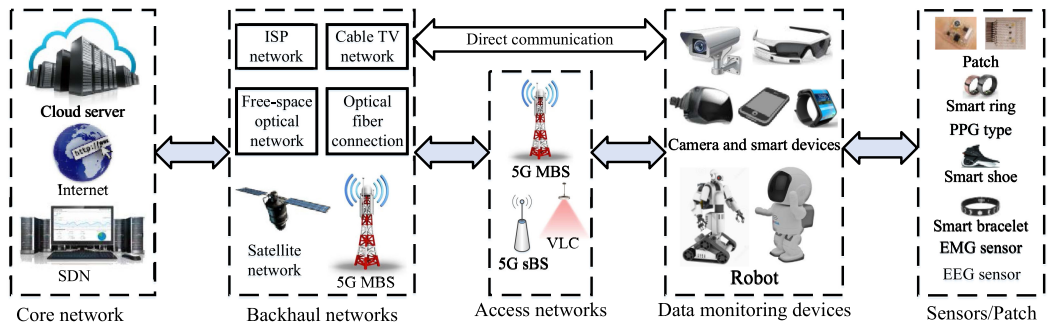 Cloud server
http://www.
Internet
SDN
Core network
ISP
network
Cable TV
network
Free-space
optical
network
Optical
fiber
connection
Satellite
network
5G MBS
Backhaul networks
Direct communication
5G MBS
5G sBS
VLC
Access networks
Camera and smart devices
Robot
Data monitoring devices
Patch
Smart ring
PPG type
Smart shoe
Smart bracelet
EMG sensor
EEG sensor
Sensors/Patch